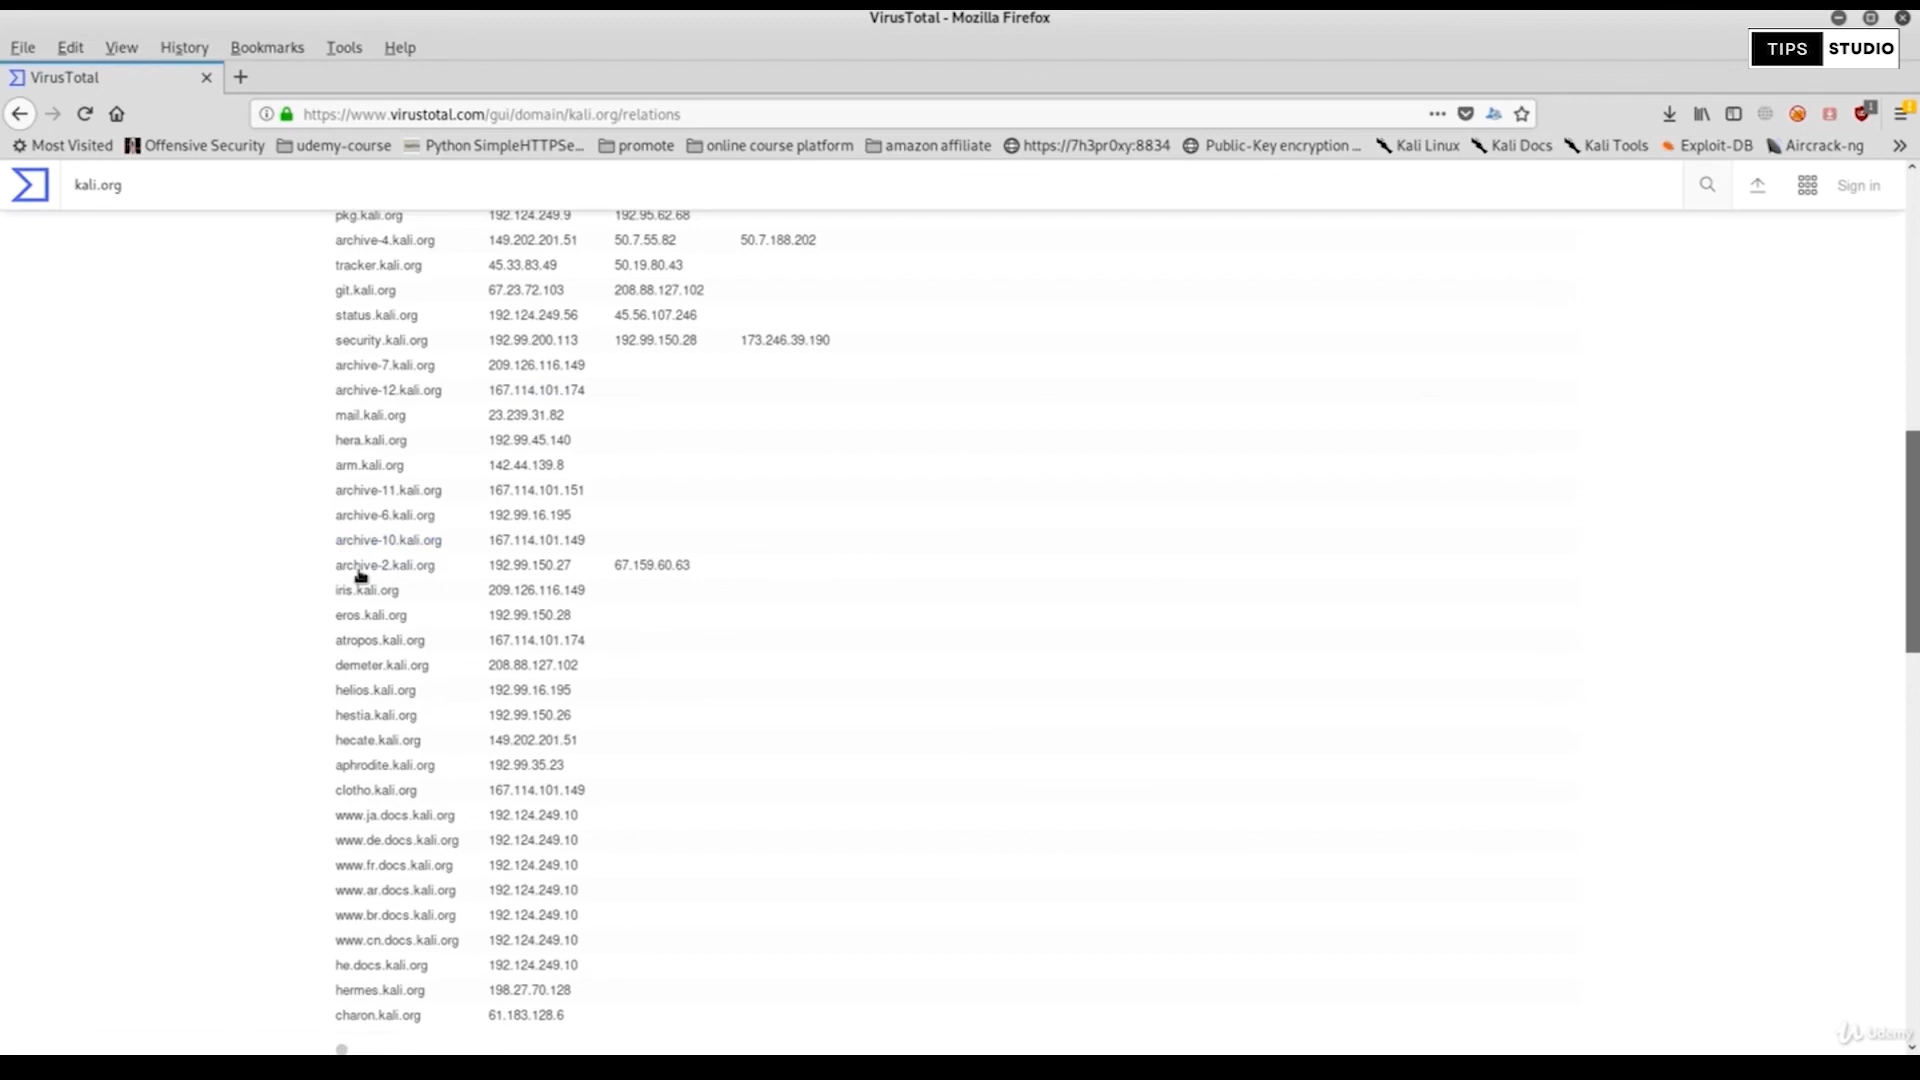 VirusTotal - Mozilla Firefox
File Edit View History Bookmarks Tools Help
TIPS STUDIO
VirusTotal
https://www.virustotal.com/gui/domain/kali.org/relations
Most Visited Offensive Security udemy-course Python SimpleHTTPSe... promote online course platform amazon affiliate https://7h3pr0xy:8834 Public-Key encryption ... Kali Linux Kali Docs Kali Tools Exploit-DB Aircrack-ng
kali.org Sign in
pkg.kali.org 192.124.249.9 192.95.62.68
archive-4.kali.org 149.202.201.51 50.7.55.82 50.7.188.202
tracker.kali.org 45.33.83.49 50.19.80.43
git.kali.org 67.23.72.103 208.88.127.102
status.kali.org 192.124.249.56 45.56.107.246
security.kali.org 192.99.200.113 192.99.150.28 173.246.39.190
archive-7.kali.org 209.126.116.149
archive-12.kali.org 167.114.101.174
mail.kali.org 23.239.31.82
hera.kali.org 192.99.45.140
arm.kali.org 142.44.139.8
archive-11.kali.org 167.114.101.151
archive-6.kali.org 192.99.16.195
archive-10.kali.org 167.114.101.149
archive-2.kali.org 192.99.150.27 67.159.60.63
iris.kali.org 209.126.116.149
eros.kali.org 192.99.150.28
atropos.kali.org 167.114.101.174
demeter.kali.org 208.88.127.102
helios.kali.org 192.99.16.195
hestia.kali.org 192.99.150.26
hecate.kali.org 149.202.201.51
aphrodite.kali.org 192.99.35.23
clotho.kali.org 167.114.101.149
www.ja.docs.kali.org 192.124.249.10
www.de.docs.kali.org 192.124.249.10
www.fr.docs.kali.org 192.124.249.10
www.ar.docs.kali.org 192.124.249.10
www.br.docs.kali.org 192.124.249.10
www.cn.docs.kali.org 192.124.249.10
he.docs.kali.org 192.124.249.10
hermes.kali.org 198.27.70.128
charon.kali.org 61.183.128.6
Udemy